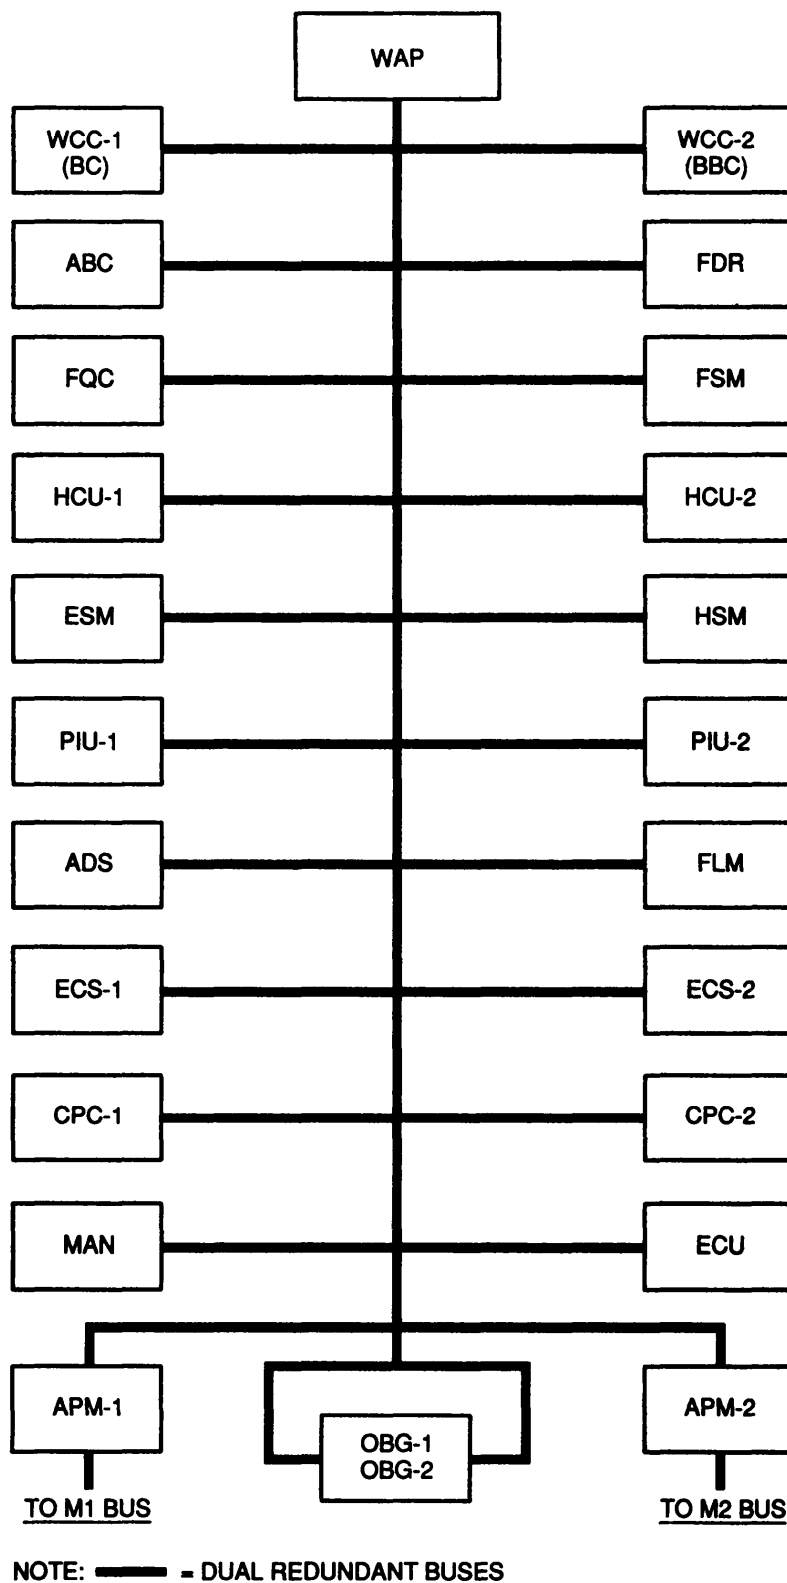 WAP
WCC-1
(BC)
WCC-2
(BBC)
ABC
FDR
FQC
FSM
HCU-1
HCU-2
ESM
HSM
PIU-1
PIU-2
ADS
FLM
ECS-1
ECS-2
CPC-1
CPC-2
MAN
ECU
APM-1
OBG-1
OBG-2
APM-2
TO M1 BUS
TO M2 BUS
NOTE: = DUAL REDUNDANT BUSES